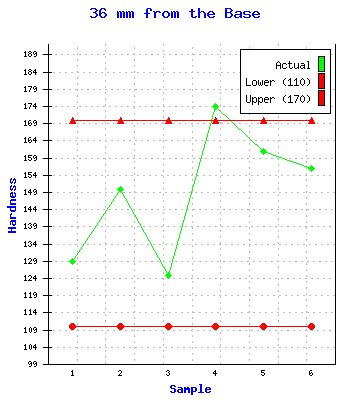 36 mm from the Base
Actual
Lower (110)
Upper (170)
189
184
179
174
169
164
159
154
149
144
139
134
129
124
119
114
109
104
99
Hardness
1 2 3 4 5 6
Sample